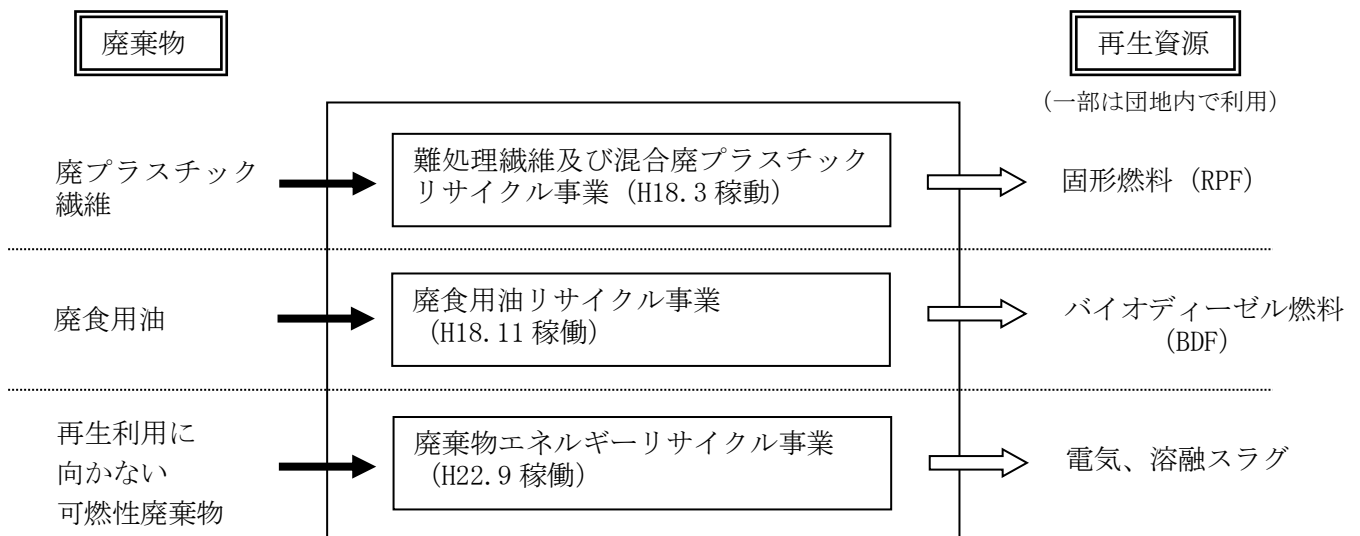 廃棄物
再生資源
(一部は団地内で利用)
廃プラスチック
繊維
難処理繊維及び混合廃プラスチック
リサイクル事業（H18.3 稼動）
固形燃料（RPF）
廃食用油
廃食用油リサイクル事業
（H18.11 稼働）
バイオディーゼル燃料
（BDF）
再生利用に
向かない
可燃性廃棄物
廃棄物エネルギーリサイクル事業
（H22.9 稼働）
電気、溶融スラグ